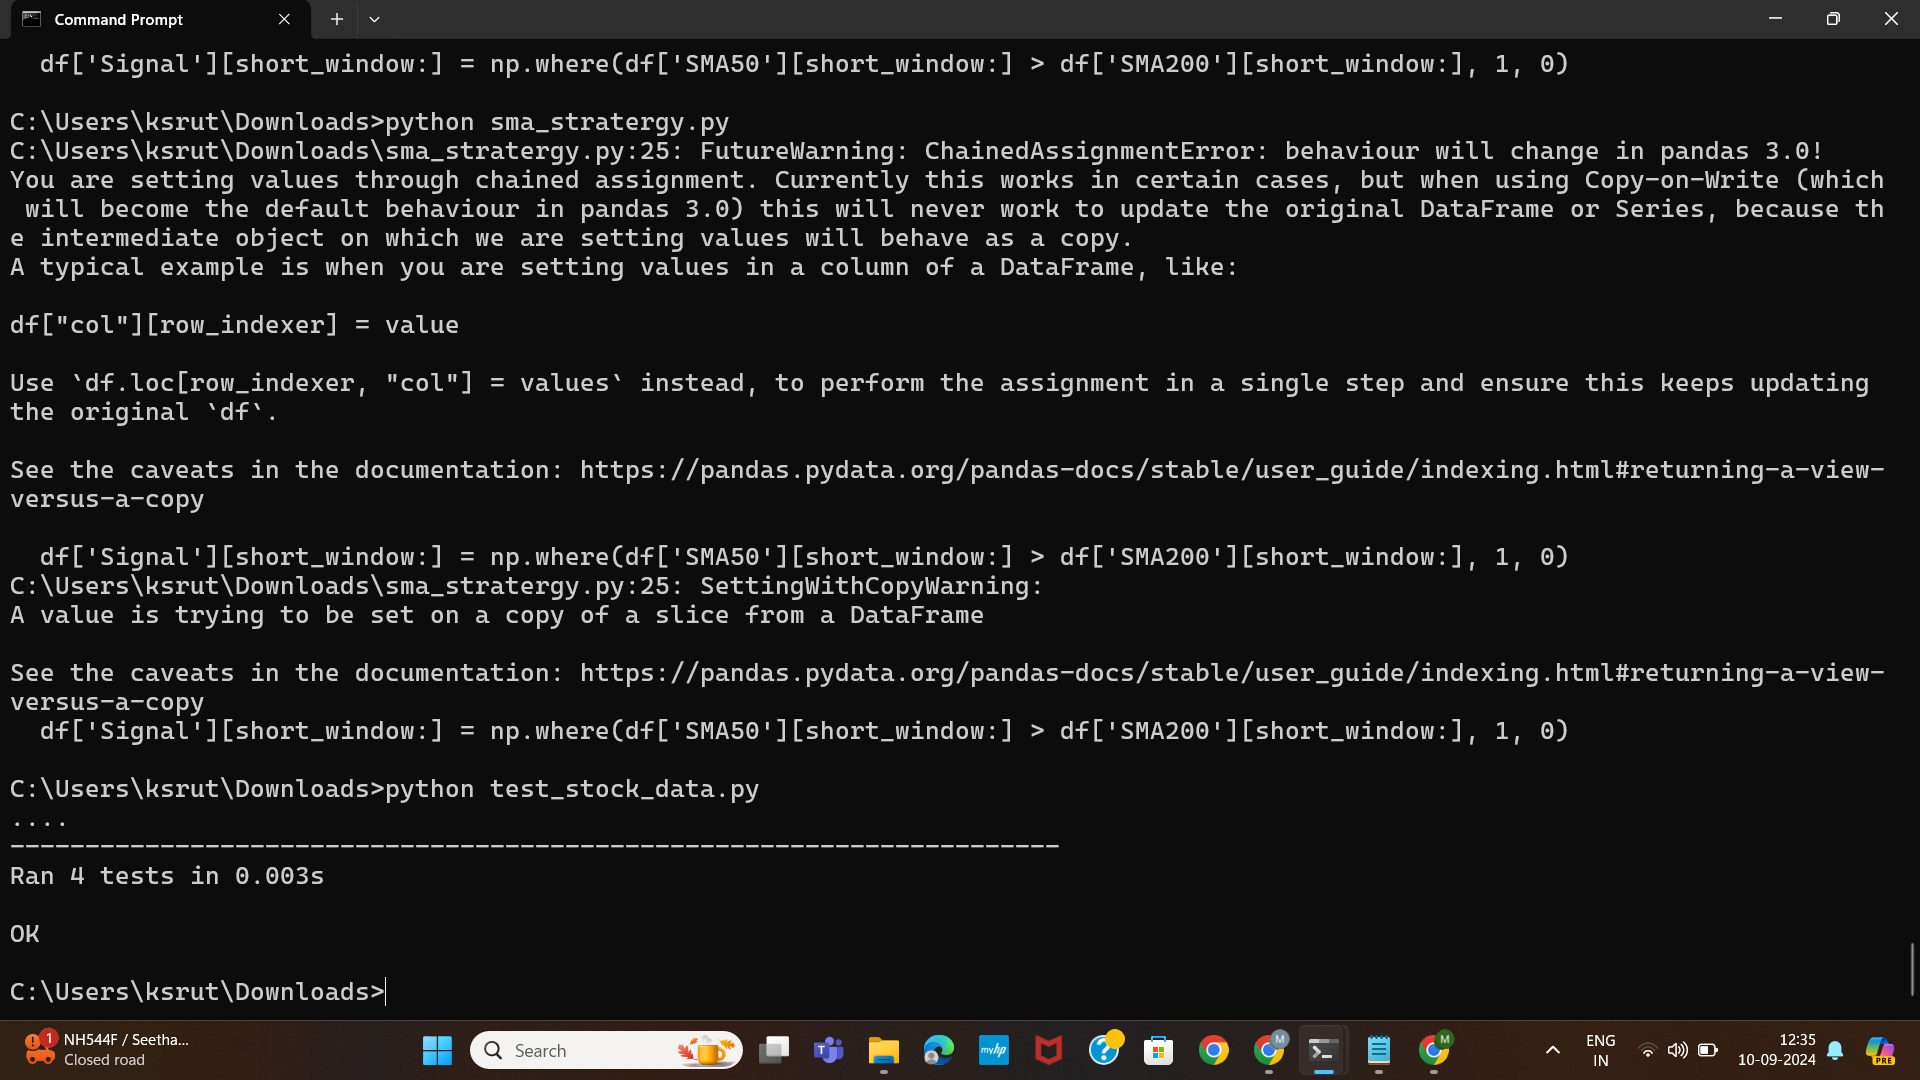 Command Prompt
  df['Signal'][short_window:] = np.where(df['SMA50'][short_window:] > df['SMA200'][short_window:], 1, 0)
C:\Users\ksrut\Downloads>python sma_stratergy.py
C:\Users\ksrut\Downloads\sma_stratergy.py:25: FutureWarning: ChainedAssignmentError: behaviour will change in pandas 3.0!
You are setting values through chained assignment. Currently this works in certain cases, but when using Copy-on-Write (which
 will become the default behaviour in pandas 3.0) this will never work to update the original DataFrame or Series, because th
e intermediate object on which we are setting values will behave as a copy.
A typical example is when you are setting values in a column of a DataFrame, like:
df["col"][row_indexer] = value
Use `df.loc[row_indexer, "col"] = values` instead, to perform the assignment in a single step and ensure this keeps updating
the original `df`.
See the caveats in the documentation: https://pandas.pydata.org/pandas-docs/stable/user_guide/indexing.html#returning-a-view-
versus-a-copy
  df['Signal'][short_window:] = np.where(df['SMA50'][short_window:] > df['SMA200'][short_window:], 1, 0)
C:\Users\ksrut\Downloads\sma_stratergy.py:25: SettingWithCopyWarning:
A value is trying to be set on a copy of a slice from a DataFrame
See the caveats in the documentation: https://pandas.pydata.org/pandas-docs/stable/user_guide/indexing.html#returning-a-view-
versus-a-copy
  df['Signal'][short_window:] = np.where(df['SMA50'][short_window:] > df['SMA200'][short_window:], 1, 0)
C:\Users\ksrut\Downloads>python test_stock_data.py
....
----------------------------------------------------------------------
Ran 4 tests in 0.003s
OK
C:\Users\ksrut\Downloads>
1
NH544F / Seetha...
Closed road
Search
T
myhp
?
M
M
ENG
IN
12:35
10-09-2024
PRE